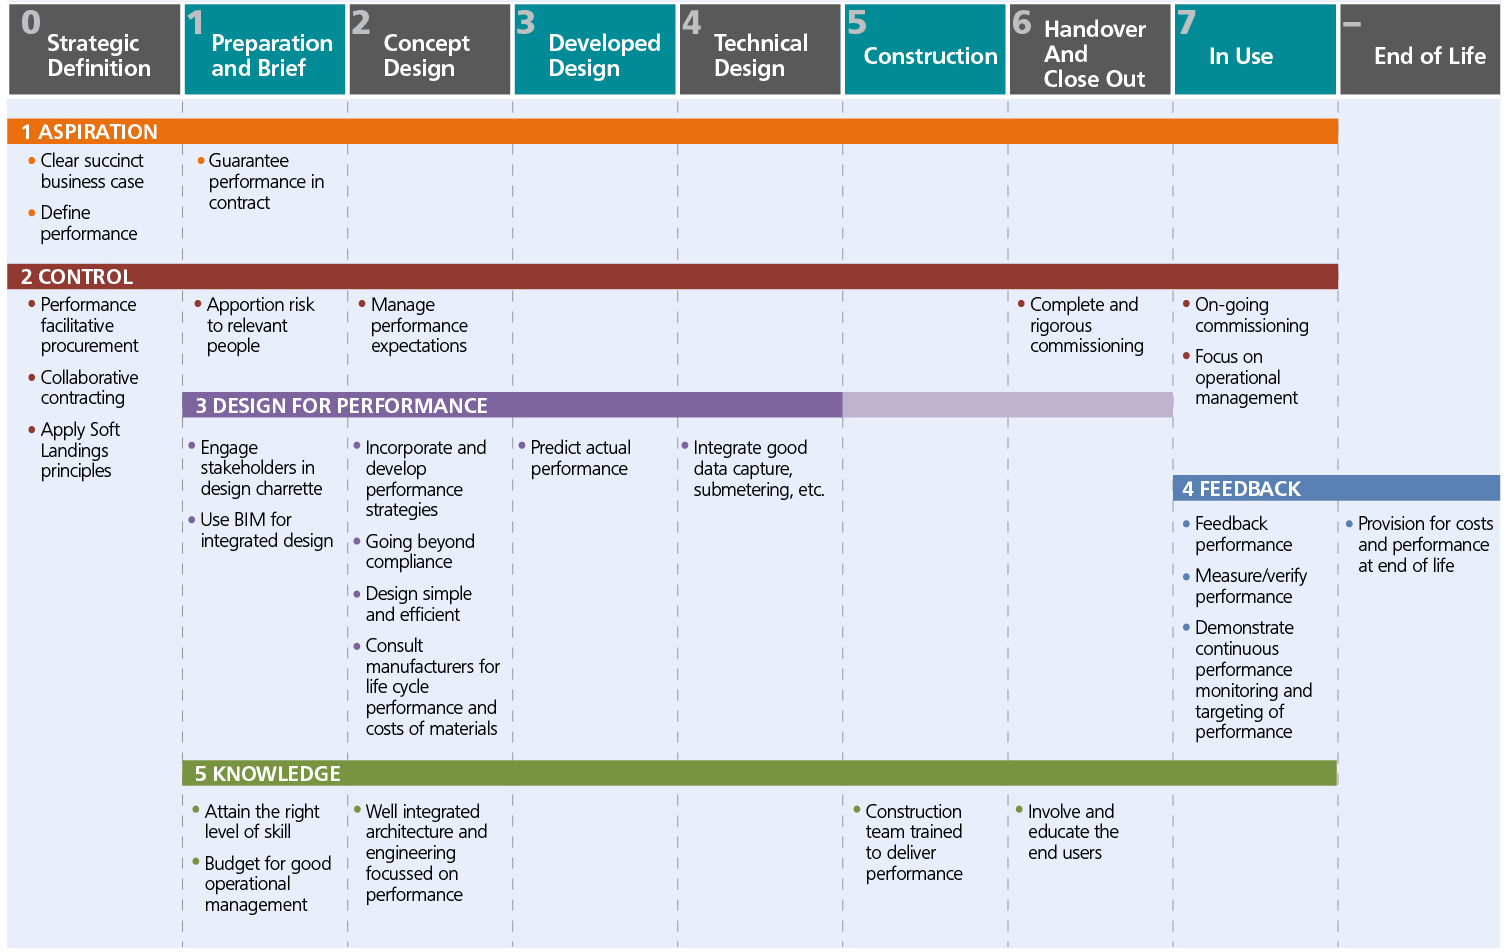 0
Strategic
Definition
1
Preparation
and Brief
2
Concept
Design
3
Developed
Design
4
Technical
Design
5
Construction
6
Handover
And
Close Out
7
In Use
–
End of Life
1 ASPIRATION
• Clear succinct
business case
• Define
performance
• Guarantee
performance in
contract
2 CONTROL
• Performance
facilitative
procurement
• Collaborative
contracting
• Apply Soft
Landings
principles
• Apportion risk
to relevant
people
• Manage
performance
expectations
• Complete and
rigorous
commissioning
• On-going
commissioning
• Focus on
operational
management
3 DESIGN FOR PERFORMANCE
• Engage
stakeholders in
design charrette
• Use BIM for
integrated design
• Incorporate and
develop
performance
strategies
• Going beyond
compliance
• Design simple
and efficient
• Consult
manufacturers for
life cycle
performance and
costs of materials
• Predict actual
performance
• Integrate good
data capture,
submetering, etc.
4 FEEDBACK
• Feedback
performance
• Measure/verify
performance
• Demonstrate
continuous
performance
monitoring and
targeting of
performance
• Provision for costs
and performance
at end of life
5 KNOWLEDGE
• Attain the right
level of skill
• Budget for good
operational
management
• Well integrated
architecture and
engineering
focussed on
performance
• Construction
team trained
to deliver
performance
• Involve and
educate the
end users